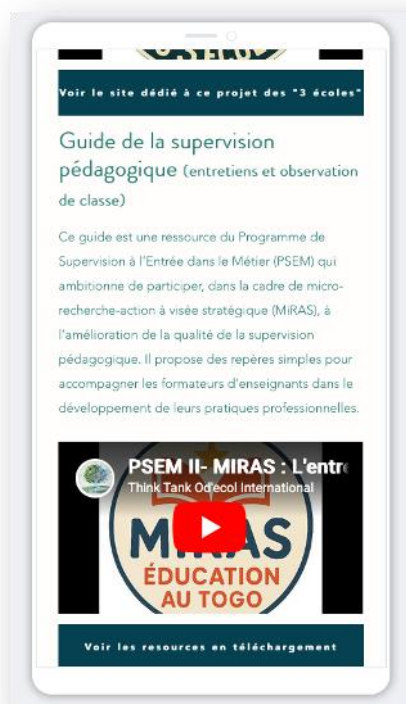 Voir le site dédié à ce projet des "3 écoles"
Guide de la supervision
pédagogique (entretiens et observation
de classe)
Ce guide est une ressource du Programme de
Supervision à l'Entrée dans le Métier (PSEM) qui
ambitionne de participer, dans la cadre de micro-
recherche-action à visée stratégique (MiRAS), à
l'amélioration de la qualité de la supervision
pédagogique. Il propose des repères simples pour
accompagner les formateurs d'enseignants dans le
développement de leurs pratiques professionnelles.
PSEM II- MIRAS : L'entre
Think Tank Od'ecol International
MIRAS
ÉDUCATION
AU TOGO
Voir les resources en téléchargement